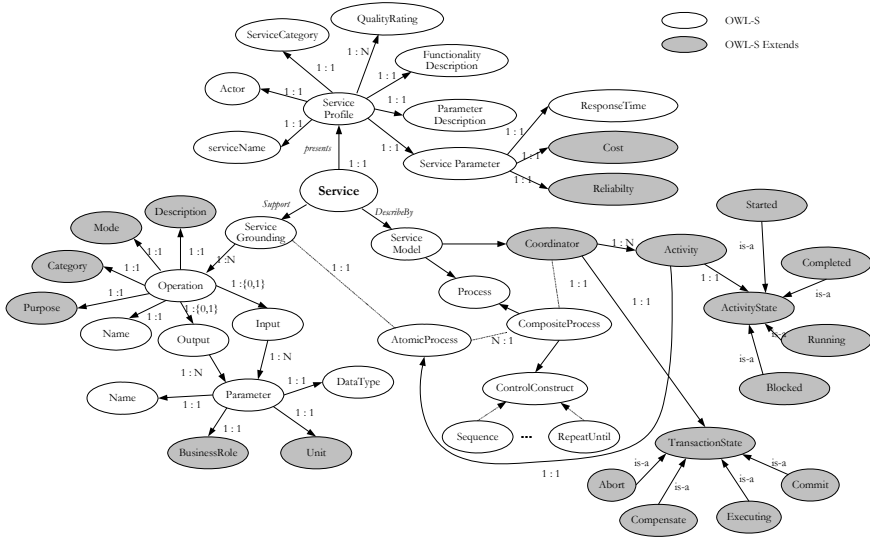 QualityRating
OWL-S
ServiceCategory
1 : N
OWL-S Extends
1 : 1
Functionality
Description
Actor
1 : 1
1 : 1
Service
Profile
1 : 1
ResponseTime
Parameter
Description
1 : 1
serviceName
1 : 1
1 : 1
Cost
presents
Service Parameter
1 : 1
1 : 1
Service
1 : 1
Reliabilty
Support
DescribeBy
Started
Description
Mode
Service
Grounding
Service
Model
Coordinator
1 : N
Activity
is-a
1 : 1
1 :N
1 : 1
Completed
Category
1 :1
1 : 1
1 : 1
1 : 1
is-a
Operation
1 :{0,1}
Process
1 : 1
ActivityState
Purpose
1 : 1
1 :{0,1}
Name
1 :1
Input
CompositeProcess
Output
AtomicProcess
N : 1
is-a
Running
1 : N
is-a
1 : N
DataType
1 : 1
ControlConstruct
Blocked
Name
Parameter
1 : 1
1 : 1
1 : 1
Sequence
...
RepeatUntil
TransactionState
BusinessRole
Unit
1 : 1
is-a
is-a
Abort
is-a
is-a
Commit
Compensate
Executing